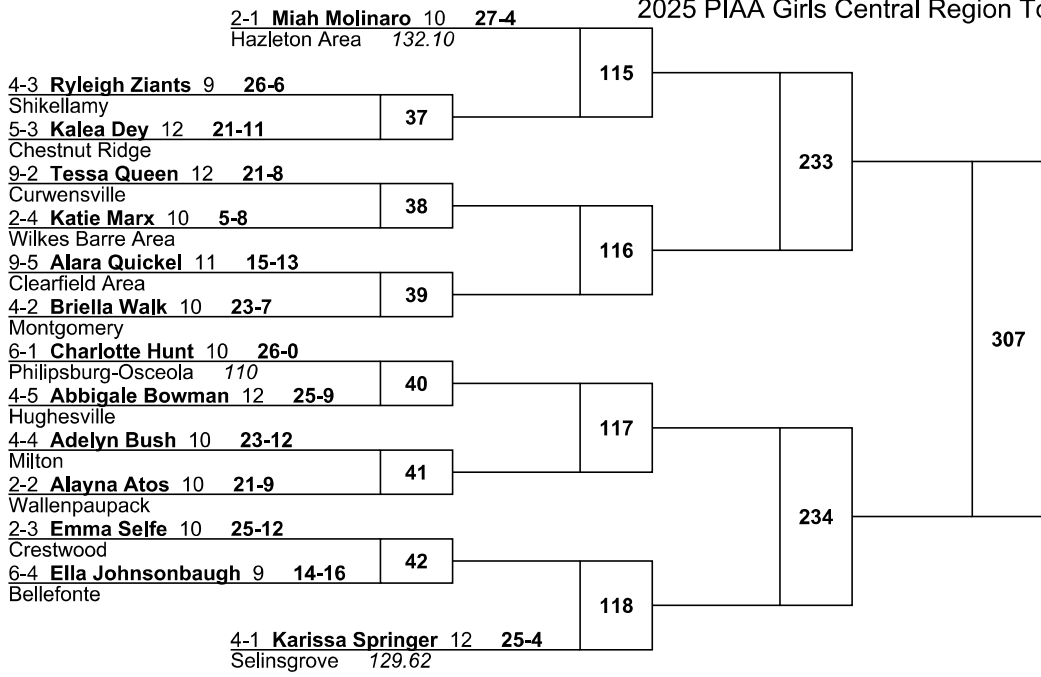 2025 PIAA Girls Central Region To
2-1 Miah Molinaro 10 27-4
Hazleton Area 132.10
115
4-3 Ryleigh Ziants 9 26-6
Shikellamy
37
5-3 Kalea Dey 12 21-11
Chestnut Ridge
233
9-2 Tessa Queen 12 21-8
Curwensville
38
2-4 Katie Marx 10 5-8
Wilkes Barre Area
116
9-5 Alara Quickel 11 15-13
Clearfield Area
39
4-2 Briella Walk 10 23-7
Montgomery
307
6-1 Charlotte Hunt 10 26-0
Philipsburg-Osceola 110
40
4-5 Abbigale Bowman 12 25-9
Hughesville
117
4-4 Adelyn Bush 10 23-12
Milton
41
2-2 Alayna Atos 10 21-9
Wallenpaupack
234
2-3 Emma Selfe 10 25-12
Crestwood
42
6-4 Ella Johnsonbaugh 9 14-16
Bellefonte
118
4-1 Karissa Springer 12 25-4
Selinsgrove 129.62